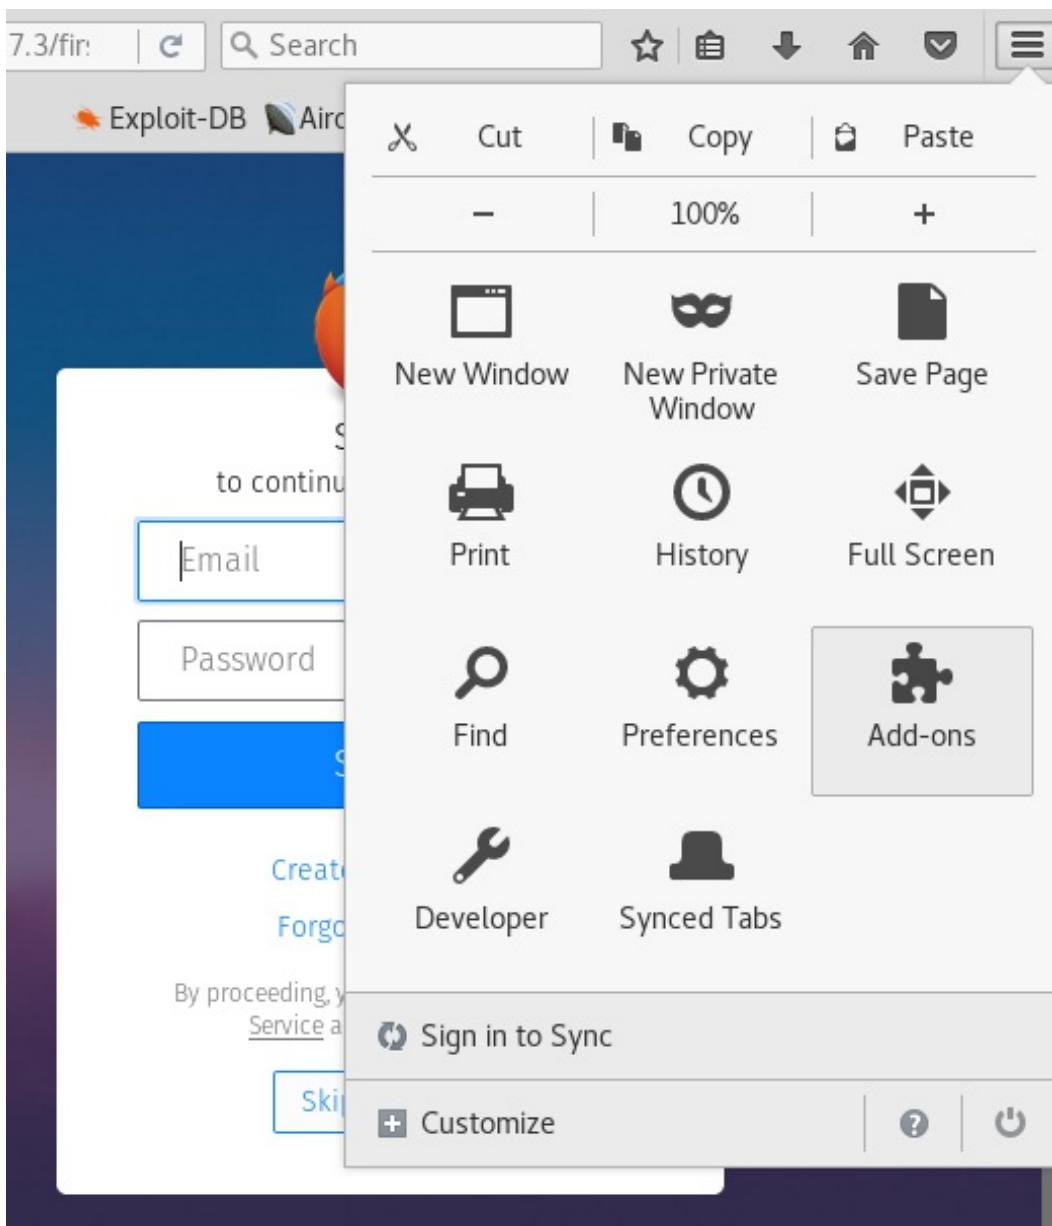 7.3/firs
Search
Exploit-DB
Airc
Cut Copy Paste
− 100% +
New Window New Private Save Page
Window
Print History Full Screen
Find Preferences Add-ons
Developer Synced Tabs
Sign in to Sync
Customize
S
to continu
Email
Password
S
Create
Forgo
By proceeding, y
Service a
Skip